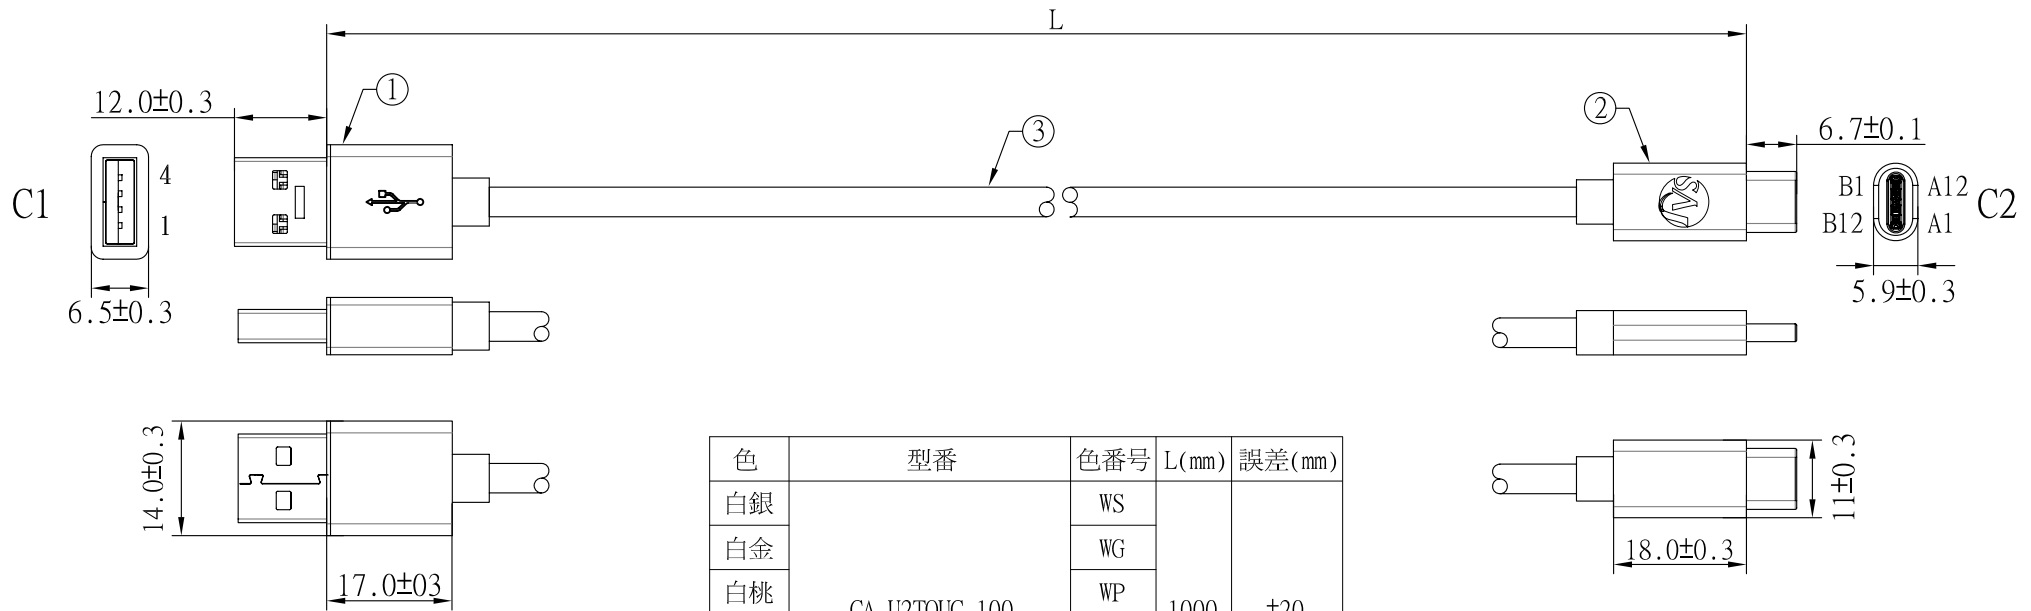 L
12.0±0.3
①
③
②
6.7±0.1
C1
4
1
B1
A12
B12
A1
C2
6.5±0.3
5.9±0.3
14.0±0.3
17.0±03
11±0.3
18.0±0.3
色 型番 色番号 L(mm) 誤差(mm)
白銀 WS
白金 WG
白桃 WP